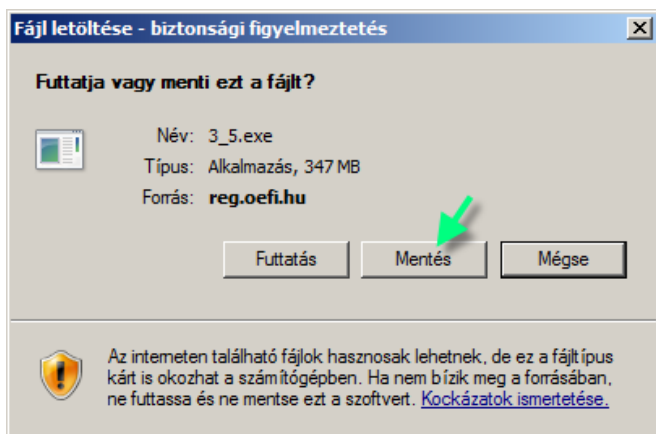 Fájl letöltése - biztonsági figyelmeztetés
Futtatja vagy menti ezt a fájlt?
Név: 3_5.exe
Típus: Alkalmazás, 347 MB
Forrás: reg.oefi.hu
Futtatás Mentés Mégse
Az interneten található fájlok hasznosak lehetnek, de ez a fájltípus
kárt is okozhat a számítógépben. Ha nem bízik meg a forrásában,
ne futtassa és ne mentse ezt a szoftvert. Kockázatok ismertetése.